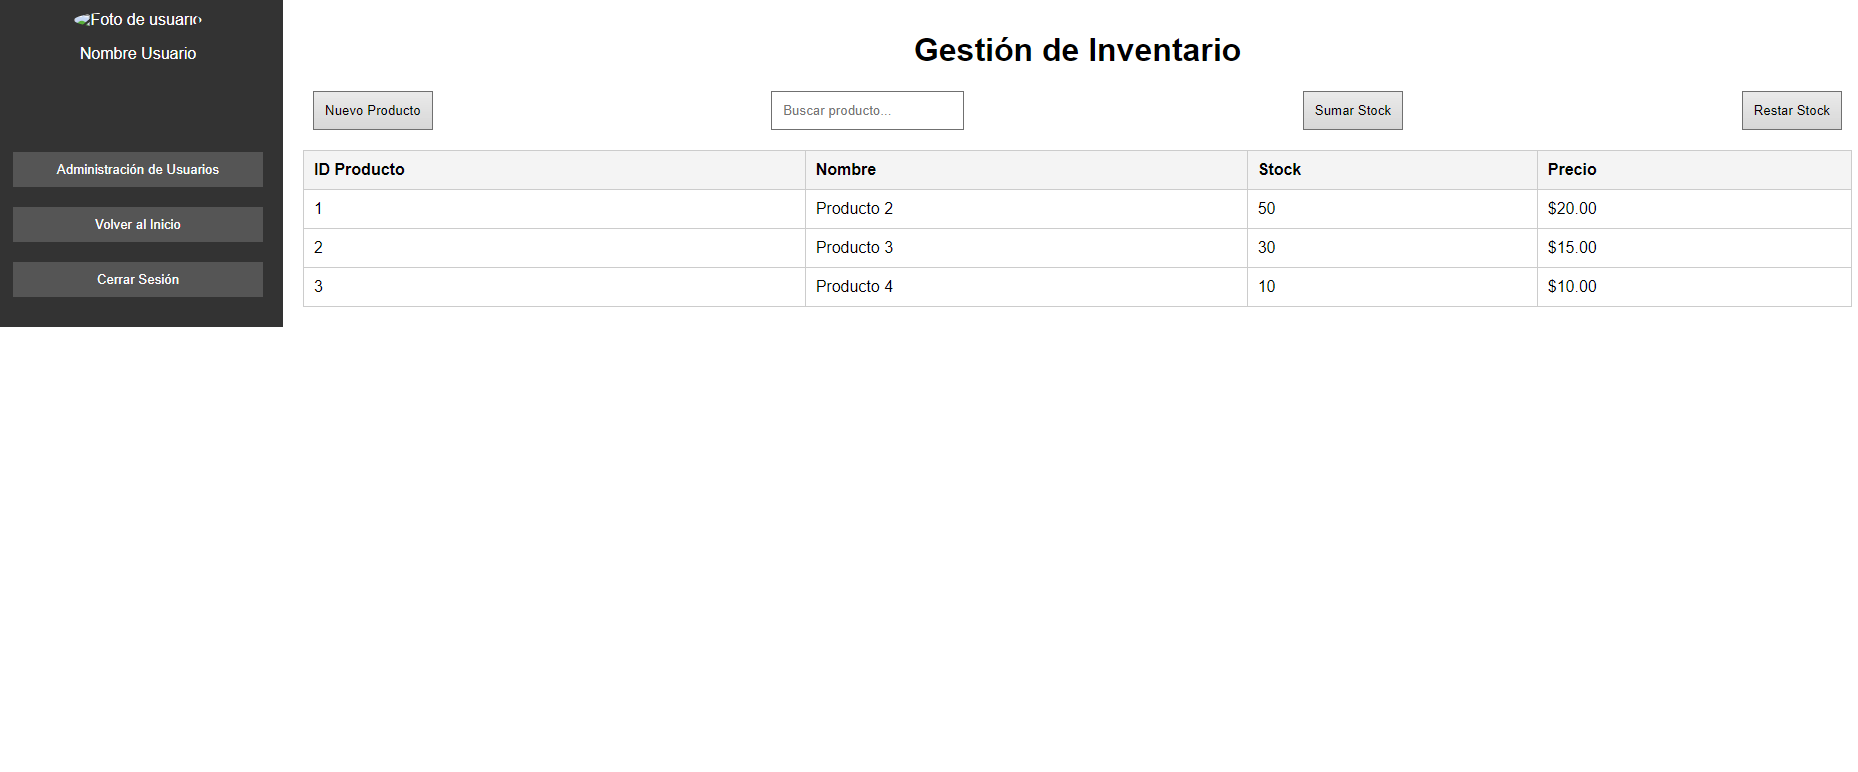 Foto de usuario
Nombre Usuario
Administración de Usuarios
Volver al Inicio
Cerrar Sesión
Gestión de Inventario
Nuevo Producto
Buscar producto...
Sumar Stock
Restar Stock
ID Producto Nombre Stock Precio
1 Producto 2 50 $20.00
2 Producto 3 30 $15.00
3 Producto 4 10 $10.00